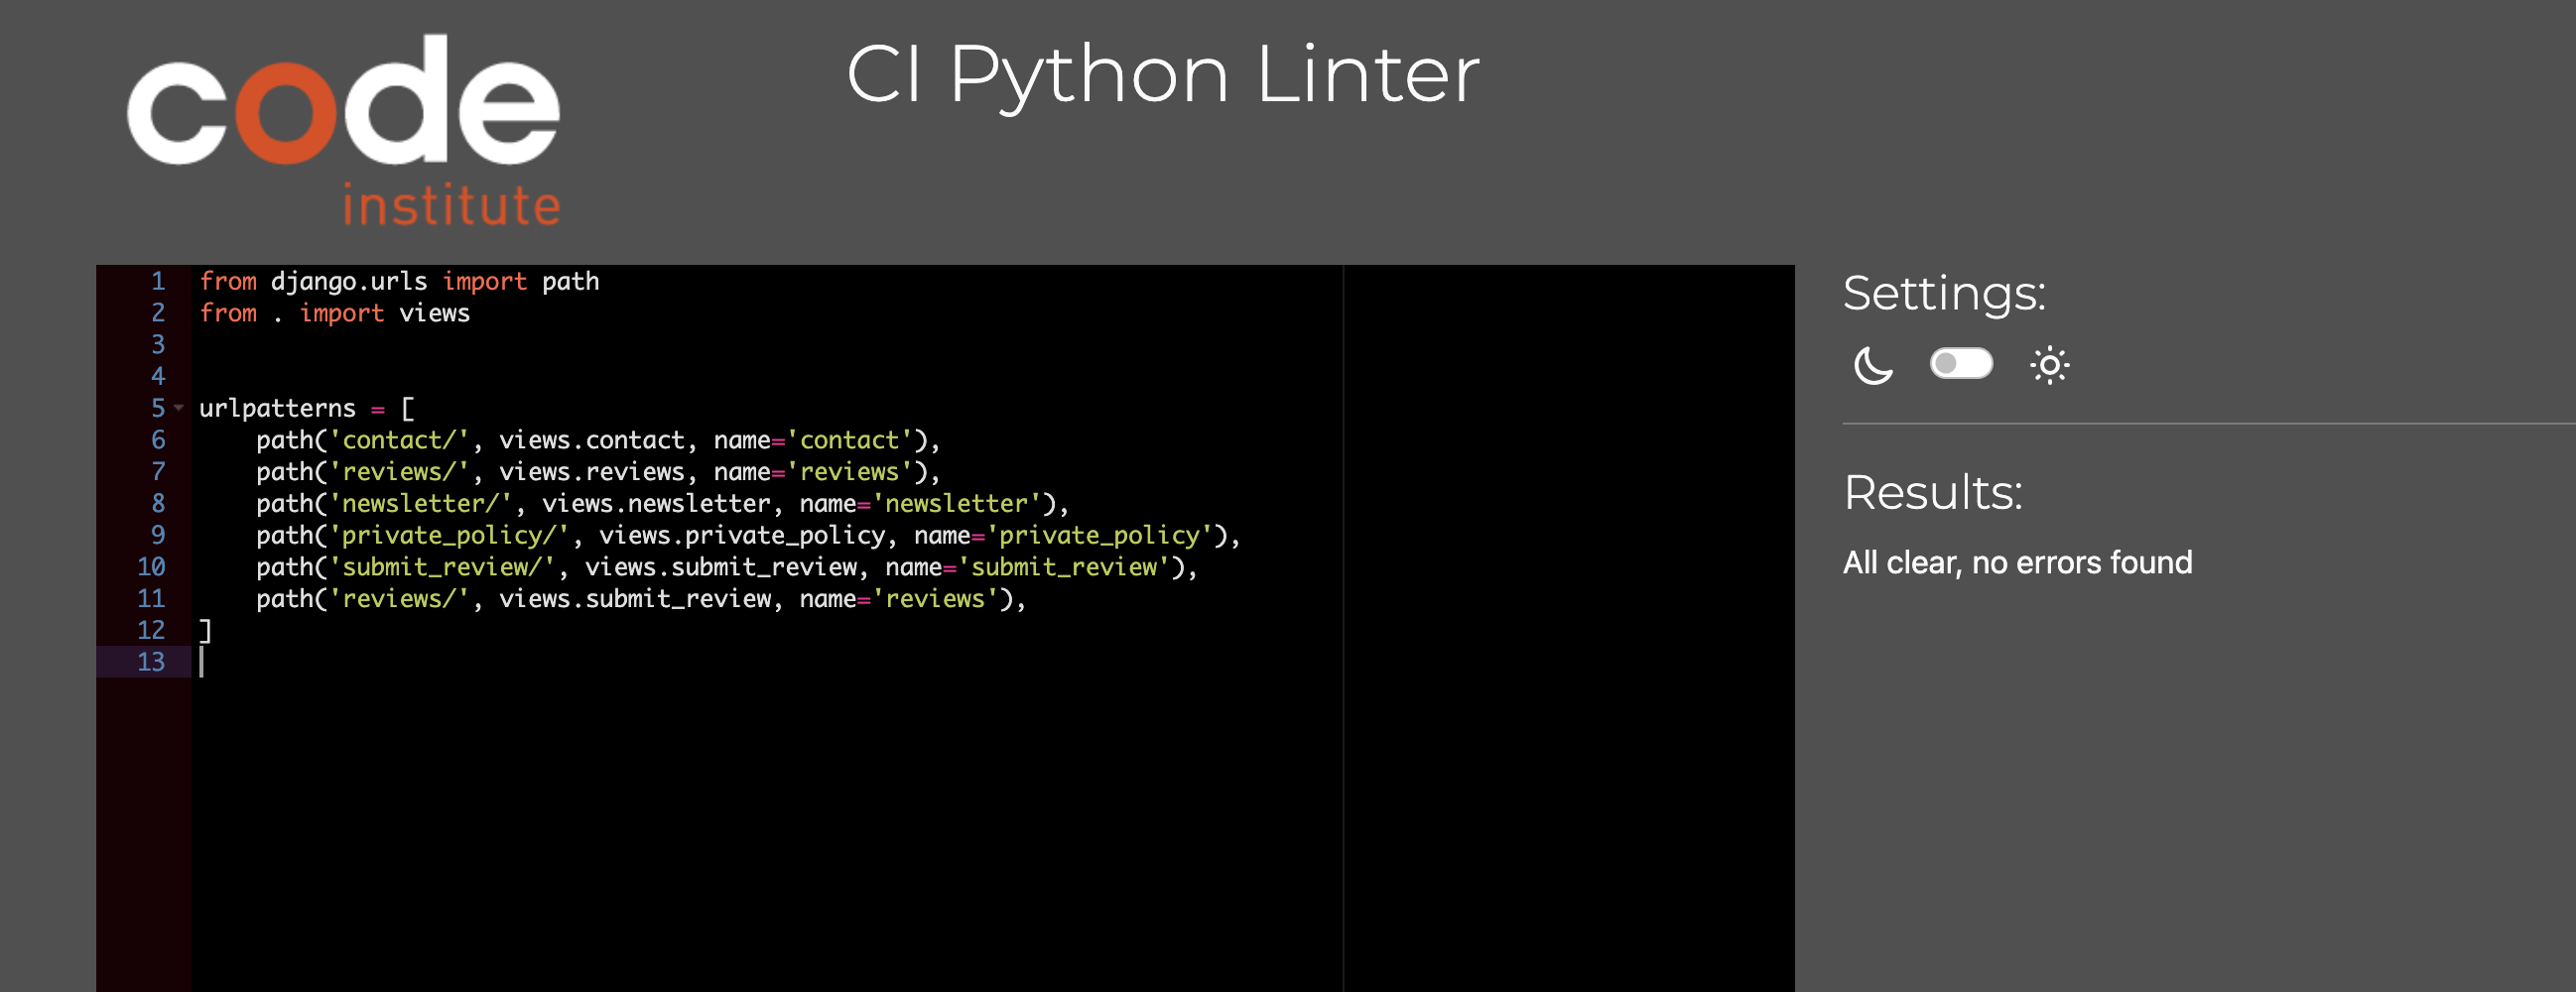 code
institute
CI Python Linter
1 from django.urls import path
2 from . import views
3
4
5 urlpatterns = [
6     path('contact/', views.contact, name='contact'),
7     path('reviews/', views.reviews, name='reviews'),
8     path('newsletter/', views.newsletter, name='newsletter'),
9     path('private_policy/', views.private_policy, name='private_policy'),
10     path('submit_review/', views.submit_review, name='submit_review'),
11     path('reviews/', views.submit_review, name='reviews'),
12 ]
13
Settings:
Results:
All clear, no errors found